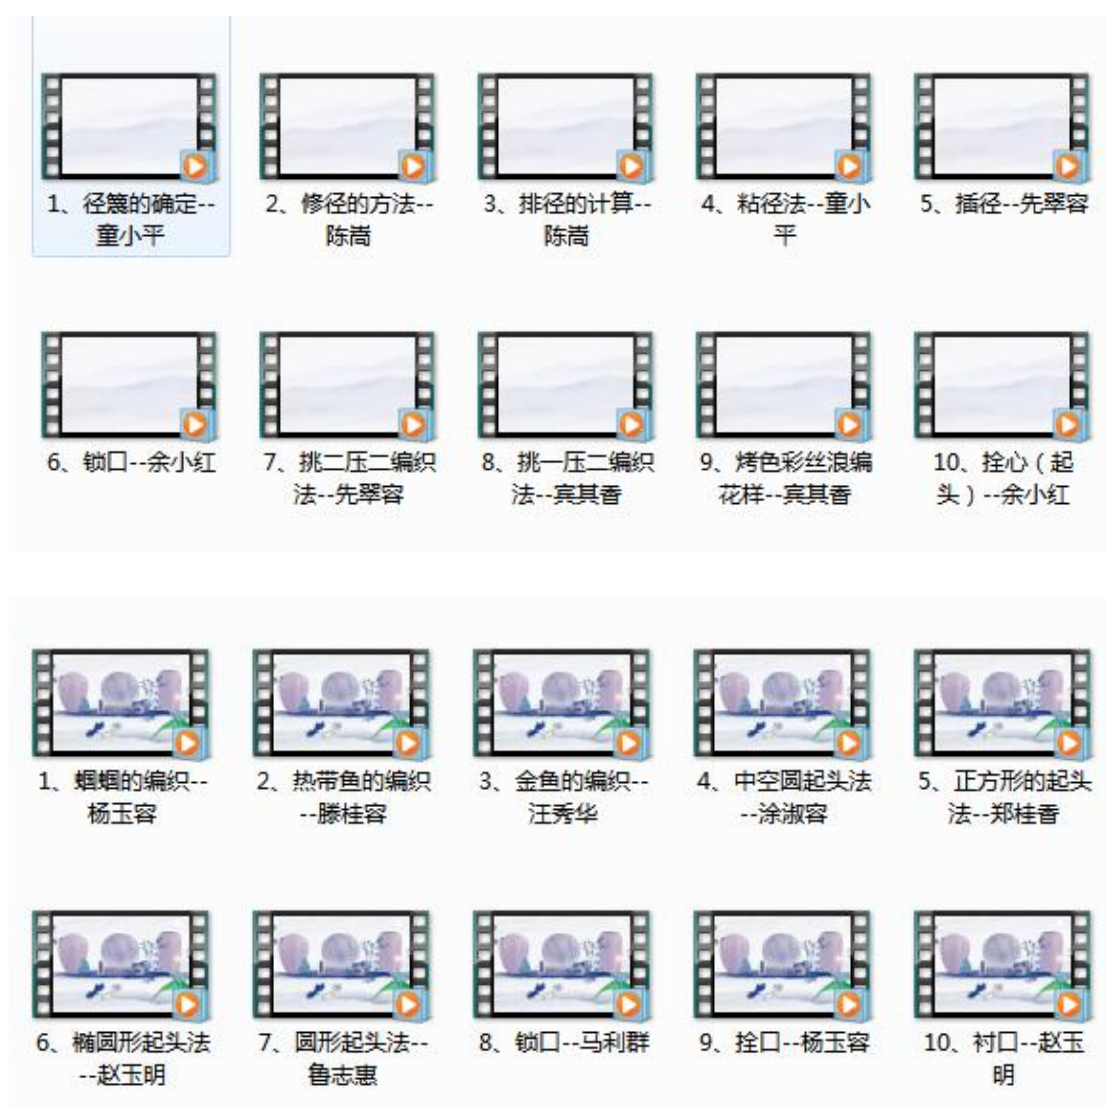 1、径篾的确定--
童小平
2、修径的方法--
陈嵩
3、排径的计算--
陈嵩
4、粘径法--童小
平
5、插径--先翠容
6、锁口--余小红
7、挑二压二编织
法--先翠容
8、挑一压二编织
法--宾其香
9、烤色彩丝浪编
花样--宾其香
10、拴心（起
头）--余小红
1、蝈蝈的编织--
杨玉容
2、热带鱼的编织
--滕桂容
3、金鱼的编织--
汪秀华
4、中空圆起头法
--涂淑容
5、正方形的起头
法--郑桂香
6、椭圆形起头法
--赵玉明
7、圆形起头法--
鲁志惠
8、锁口--马利群
9、拴口--杨玉容
10、衬口--赵玉
明